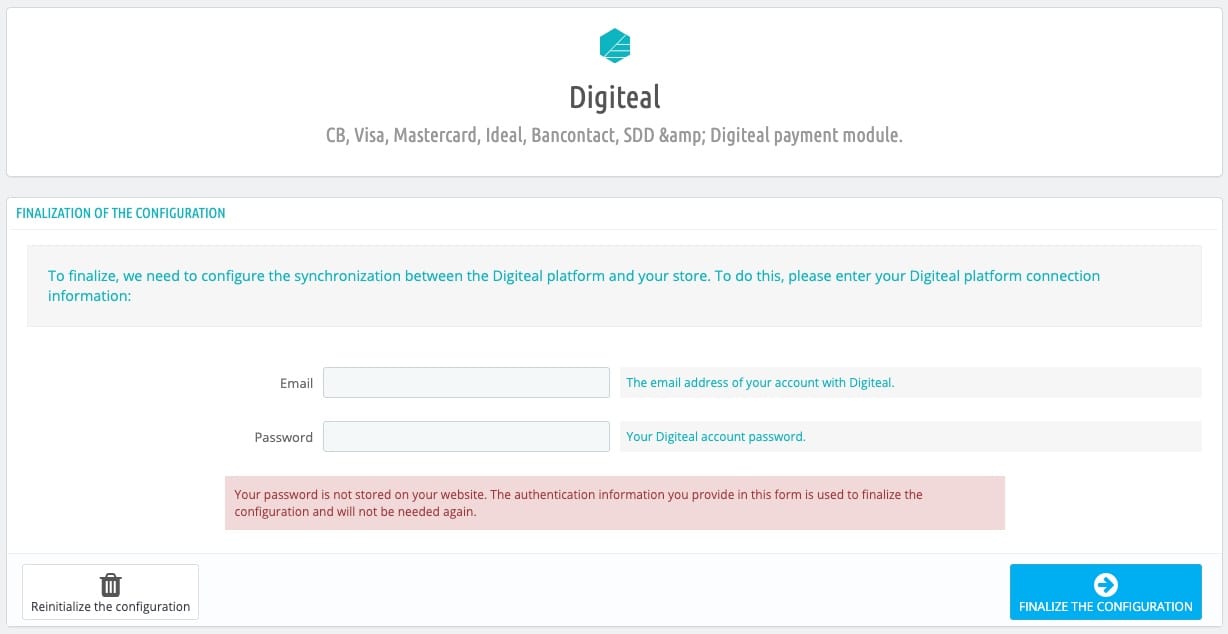 Digiteal
CB, Visa, Mastercard, Ideal, Bancontact, SDD &amp; Digiteal payment module.
FINALIZATION OF THE CONFIGURATION
To finalize, we need to configure the synchronization between the Digiteal platform and your store. To do this, please enter your Digiteal platform connection
information:
Email
The email address of your account with Digiteal.
Password
Your Digiteal account password.
Your password is not stored on your website. The authentication information you provide in this form is used to finalize the
configuration and will not be needed again.
Reinitialize the configuration
FINALIZE THE CONFIGURATION